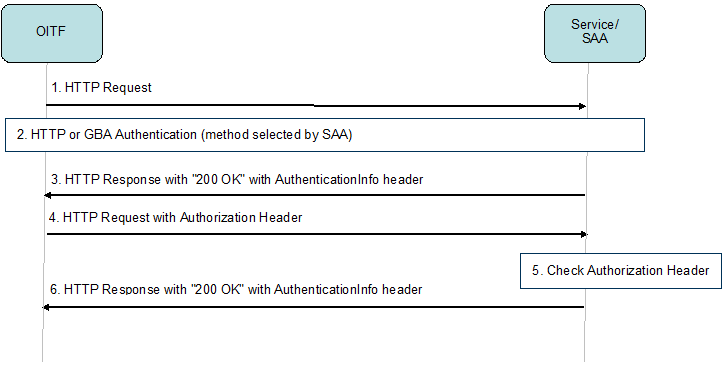 OITF
Service/
SAA
1. HTTP Request
2. HTTP or GBA Authentication (method selected by SAA)
3. HTTP Response with "200 OK" with AuthenticationInfo header
4. HTTP Request with Authorization Header
5. Check Authorization Header
6. HTTP Response with "200 OK" with AuthenticationInfo header